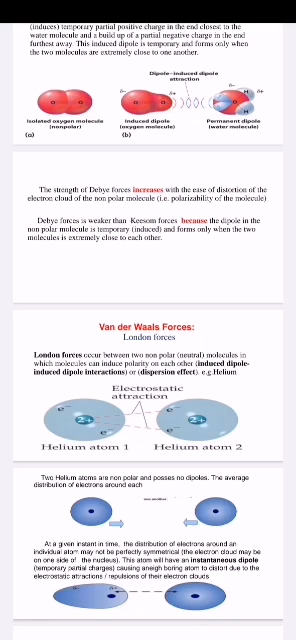 (induces) temporary partial positive charge in the end closest to the
water molecule and a build up of a partial negative charge in the end
furthest away. This induced dipole is temporary and forms only when
the two molecules are extremely close to one another.
Dipole–induced dipole
attraction
δ−
δ+
δ−
δ+
H
H
Isolated oxygen molecule
(nonpolar)
Induced dipole
(oxygen molecule)
Permanent dipole
(water molecule)
(a)
(b)
The strength of Debye forces increases with the ease of distortion of the
electron cloud of the non polar molecule (i.e. polarizability of the molecule)
Debye forces is weaker than Keesom forces because the dipole in the
non polar molecule is temporary (induced) and forms only when the two
molecules is extremely close to each other.
Van der Waals Forces:
London forces
London forces occur between two non polar (neutral) molecules in
which molecules can induce polarity on each other (induced dipole-
induced dipole interactions) or (dispersion effect). e.g Helium
Electrostatic
attraction
e−
e−
2+
2+
e−
e−
Helium atom 1
Helium atom 2
Two Helium atoms are non polar and posses no dipoles. The average
distribution of electrons around each
At a given instant in time, the distribution of electrons around an
individual atom may not be perfectly symmetrical (the electron cloud may be
on one side of the nucleus). This atom will have an instantaneous dipole
(temporary partial charges) causing aneigh boring atom to distort due to the
electrostatic attractions / repulsions of their electron clouds